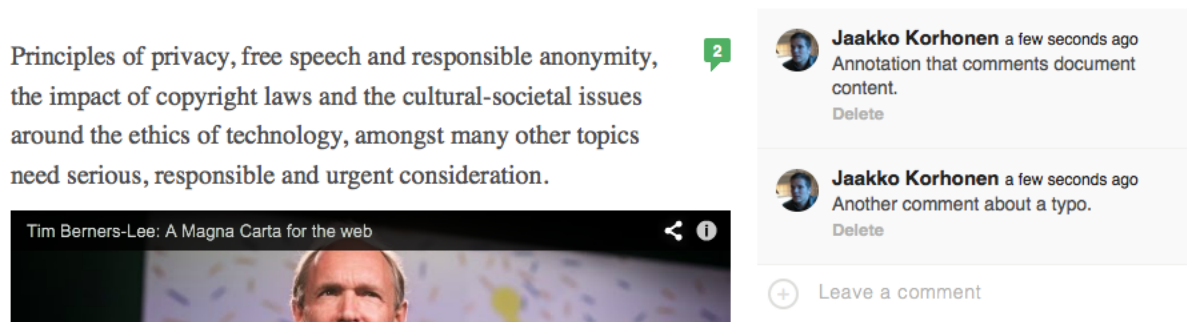 Principles of privacy, free speech and responsible anonymity,
the impact of copyright laws and the cultural-societal issues
around the ethics of technology, amongst many other topics
need serious, responsible and urgent consideration.
2
Tim Berners-Lee: A Magna Carta for the web
Jaakko Korhonen a few seconds ago
Annotation that comments document
content.
Delete
Jaakko Korhonen a few seconds ago
Another comment about a typo.
Delete
Leave a comment